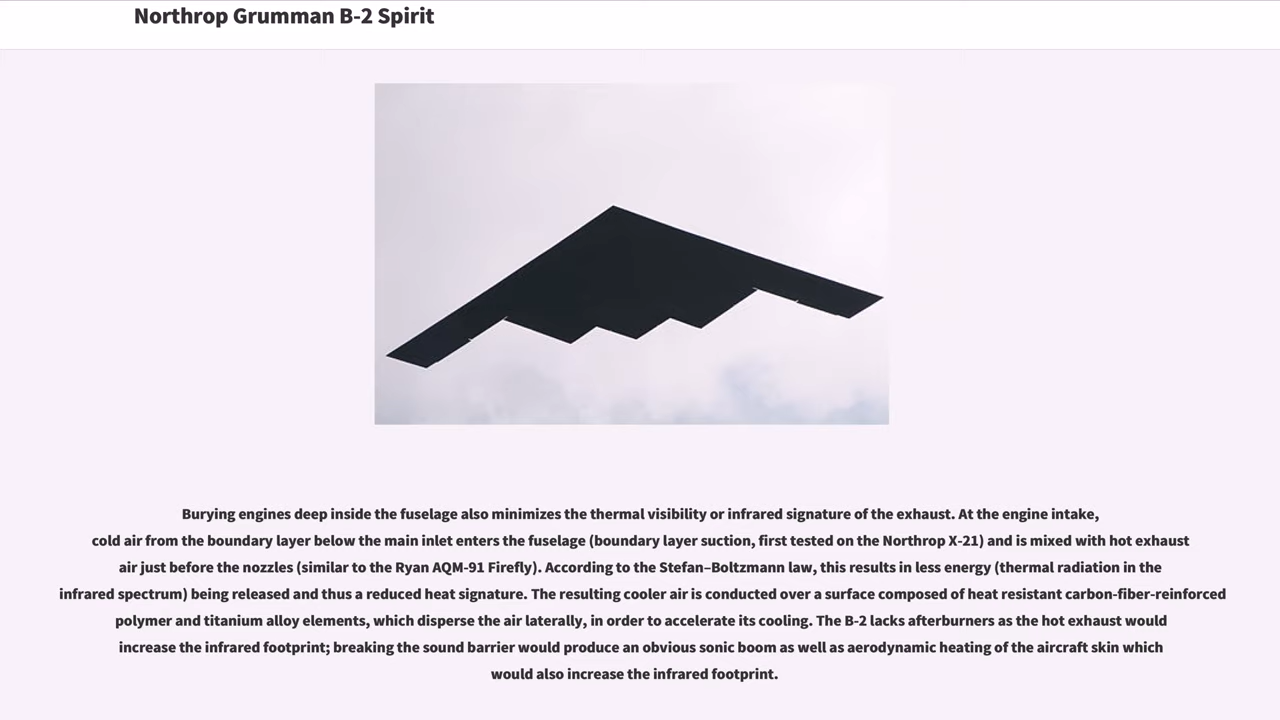 Northrop Grumman B-2 Spirit
Burying engines deep inside the fuselage also minimizes the thermal visibility or infrared signature of the exhaust. At the engine intake,
cold air from the boundary layer below the main inlet enters the fuselage (boundary layer suction, first tested on the Northrop X-21) and is mixed with hot exhaust
air just before the nozzles (similar to the Ryan AQM-91 Firefly). According to the Stefan–Boltzmann law, this results in less energy (thermal radiation in the
infrared spectrum) being released and thus a reduced heat signature. The resulting cooler air is conducted over a surface composed of heat resistant carbon-fiber-reinforced
polymer and titanium alloy elements, which disperse the air laterally, in order to accelerate its cooling. The B-2 lacks afterburners as the hot exhaust would
increase the infrared footprint; breaking the sound barrier would produce an obvious sonic boom as well as aerodynamic heating of the aircraft skin which
would also increase the infrared footprint.